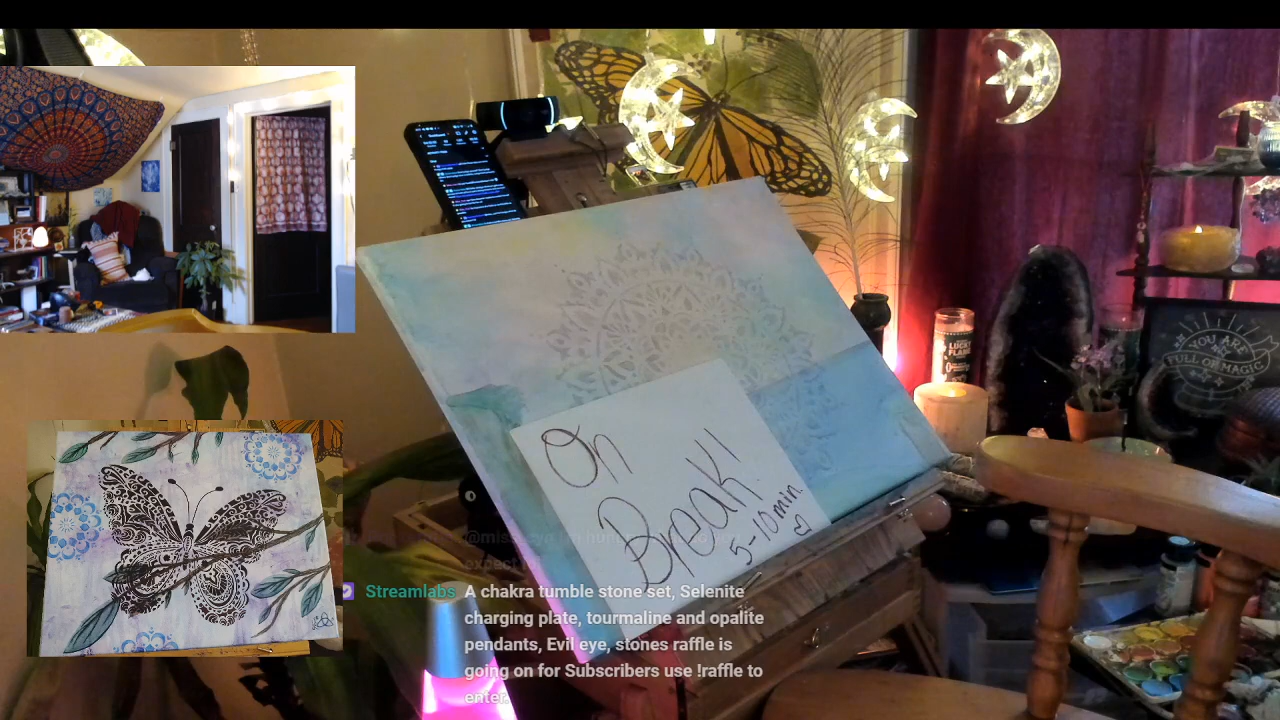 YOU ARE
FULL OF MAGIC
LUCKY
On
Break!
5-10 min.
Streamlabs A chakra tumble stone set, Selenite
charging plate, tourmaline and opalite
pendants, Evil eye, stones raffle is
going on for Subscribers use !raffle to
enter.